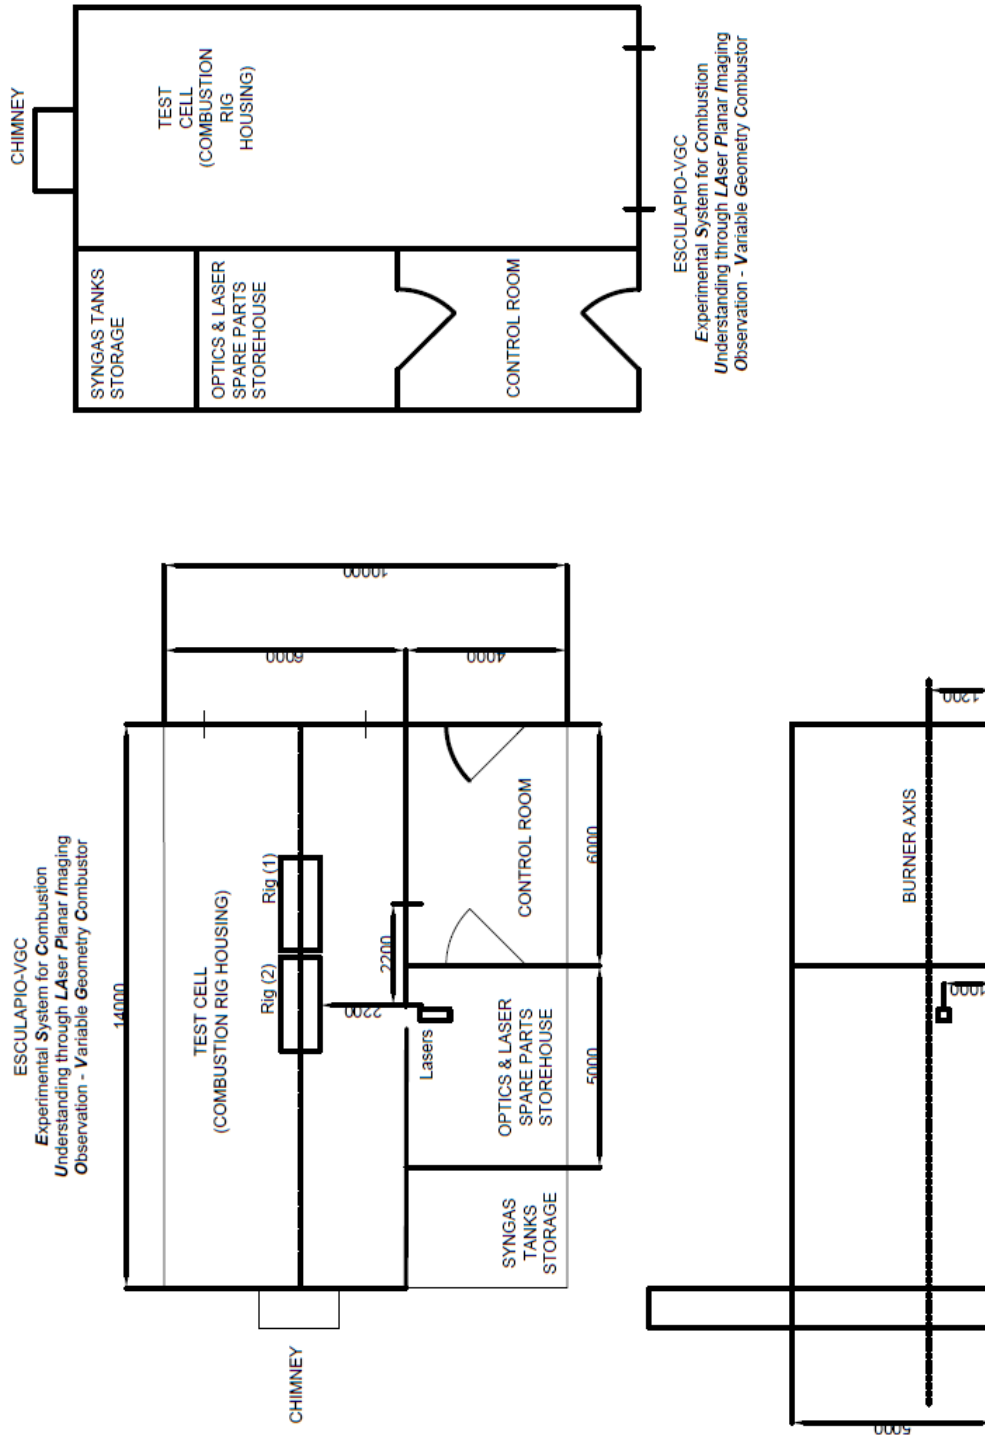 CHIMNEY
TEST
CELL
(COMBUSTION
RIG
HOUSING)
SYNGAS TANKS
STORAGE
OPTICS & LASER
SPARE PARTS
STOREHOUSE
CONTROL ROOM
ESCULAPIO-VGC
Experimental System for Combustion
Understanding through LAser Planar Imaging
Observation - Variable Geometry Combustor
ESCULAPIO-VGC
Experimental System for Combustion
Understanding through LAser Planar Imaging
Observation - Variable Geometry Combustor
14000
10000
6000
4000
TEST CELL
(COMBUSTION RIG HOUSING)
Rig (2)
Rig (1)
2200
2200
Lasers
CHIMNEY
SYNGAS
TANKS
STORAGE
OPTICS & LASER
SPARE PARTS
STOREHOUSE
CONTROL ROOM
5000
6000
BURNER AXIS
5000
1000
1200